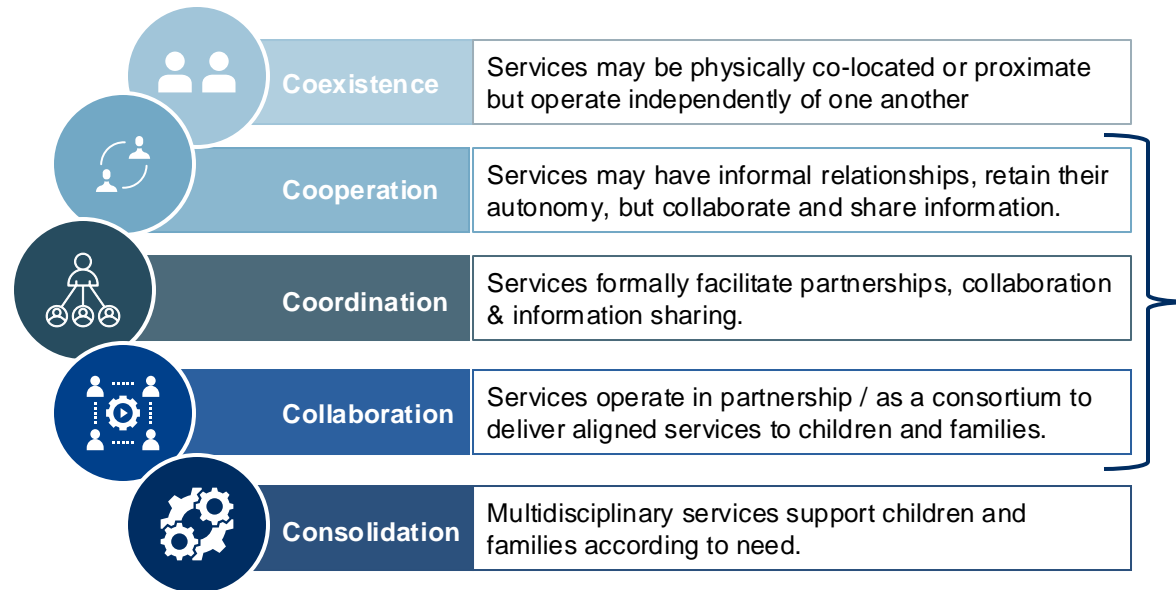 Coexistence
Services may be physically co-located or proximate
but operate independently of one another
Cooperation
Services may have informal relationships, retain their
autonomy, but collaborate and share information.
Coordination
Services formally facilitate partnerships, collaboration
& information sharing.
Collaboration
Services operate in partnership / as a consortium to
deliver aligned services to children and families.
Consolidation
Multidisciplinary services support children and
families according to need.